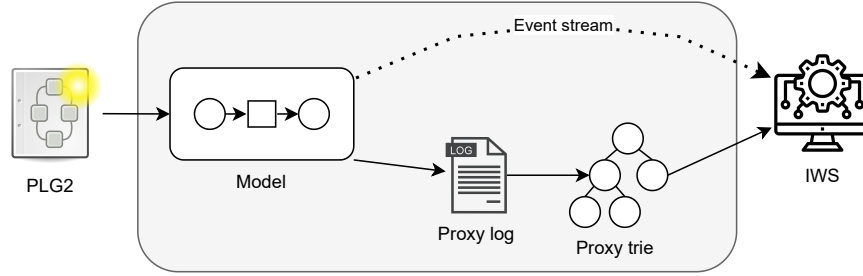 Event stream
LOG
PLG2
Model
IWS
Proxy log
Proxy trie